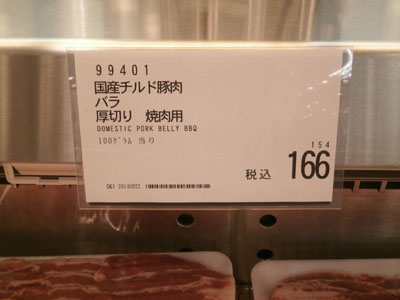 99401
国産チルド豚肉
バラ
厚切り 焼肉用
DOMESTIC PORK BELLY BBQ
100ｸﾞﾗﾑ 当り
154
税込 166